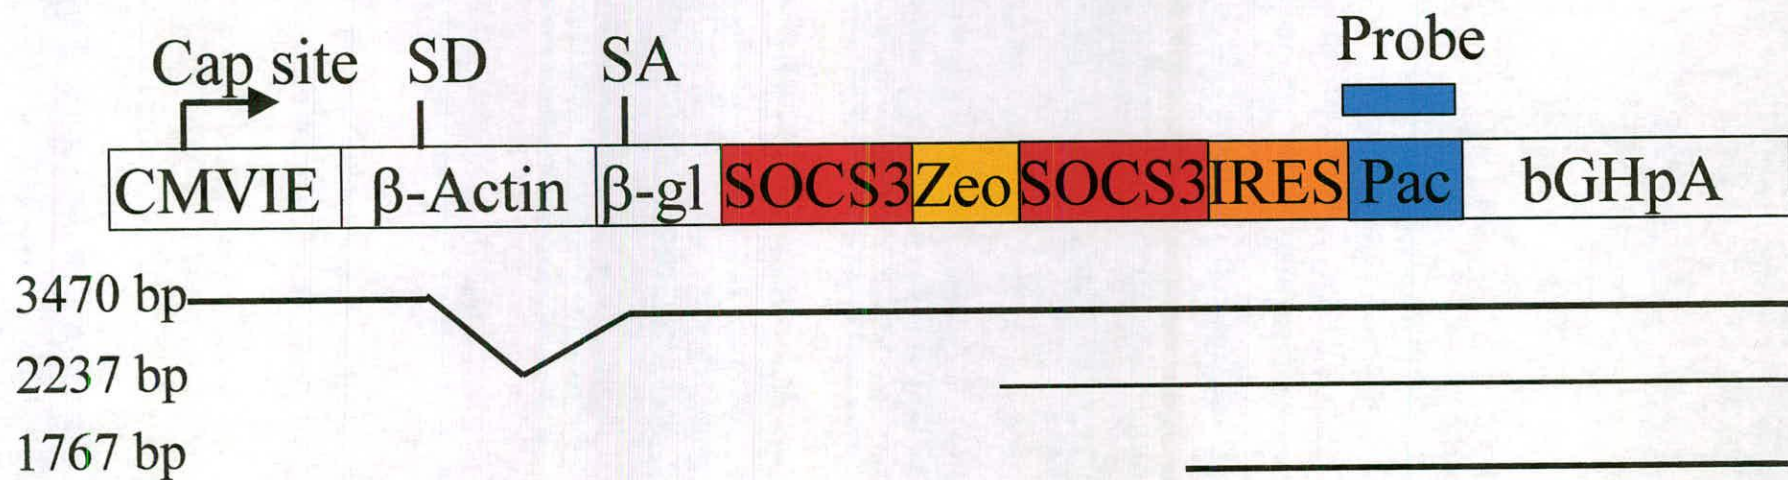 Probe
Cap site SD SA
CMVIE β-Actin β-gl SOCS3 Zeo SOCS3 IRES Pac bGHpA
3470 bp
2237 bp
1767 bp